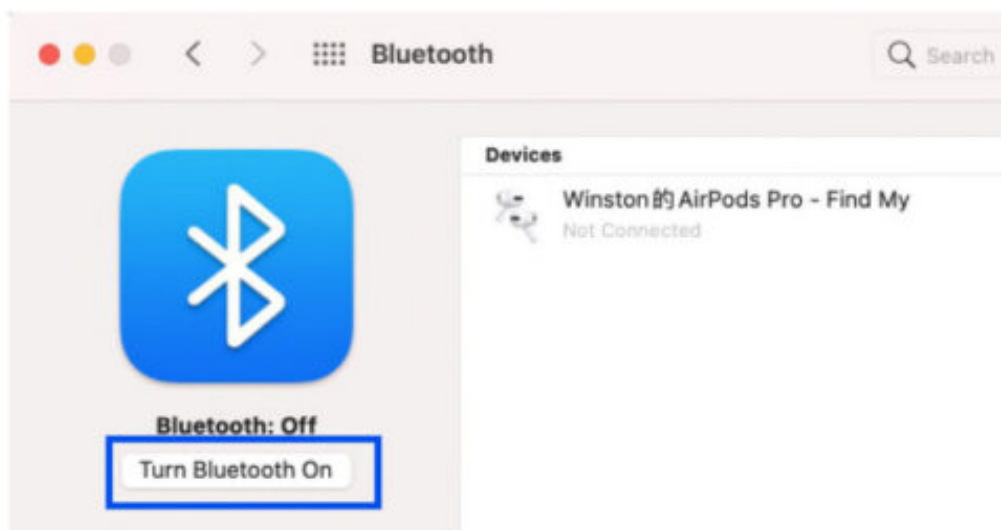 Bluetooth
Search
Devices
Winston的 AirPods Pro - Find My
Not Connected
Bluetooth: Off
Turn Bluetooth On